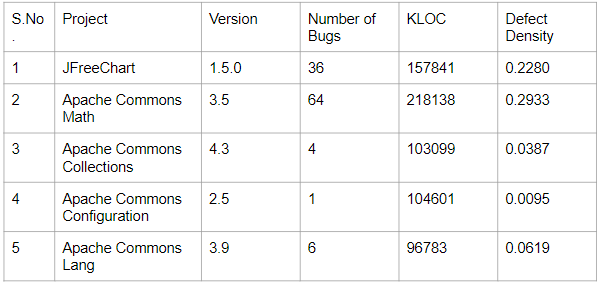 S.No. Project Version Number of Bugs KLOC Defect Density
1 JFreeChart 1.5.0 36 157841 0.2280
2 Apache Commons Math 3.5 64 218138 0.2933
3 Apache Commons Collections 4.3 4 103099 0.0387
4 Apache Commons Configuration 2.5 1 104601 0.0095
5 Apache Commons Lang 3.9 6 96783 0.0619